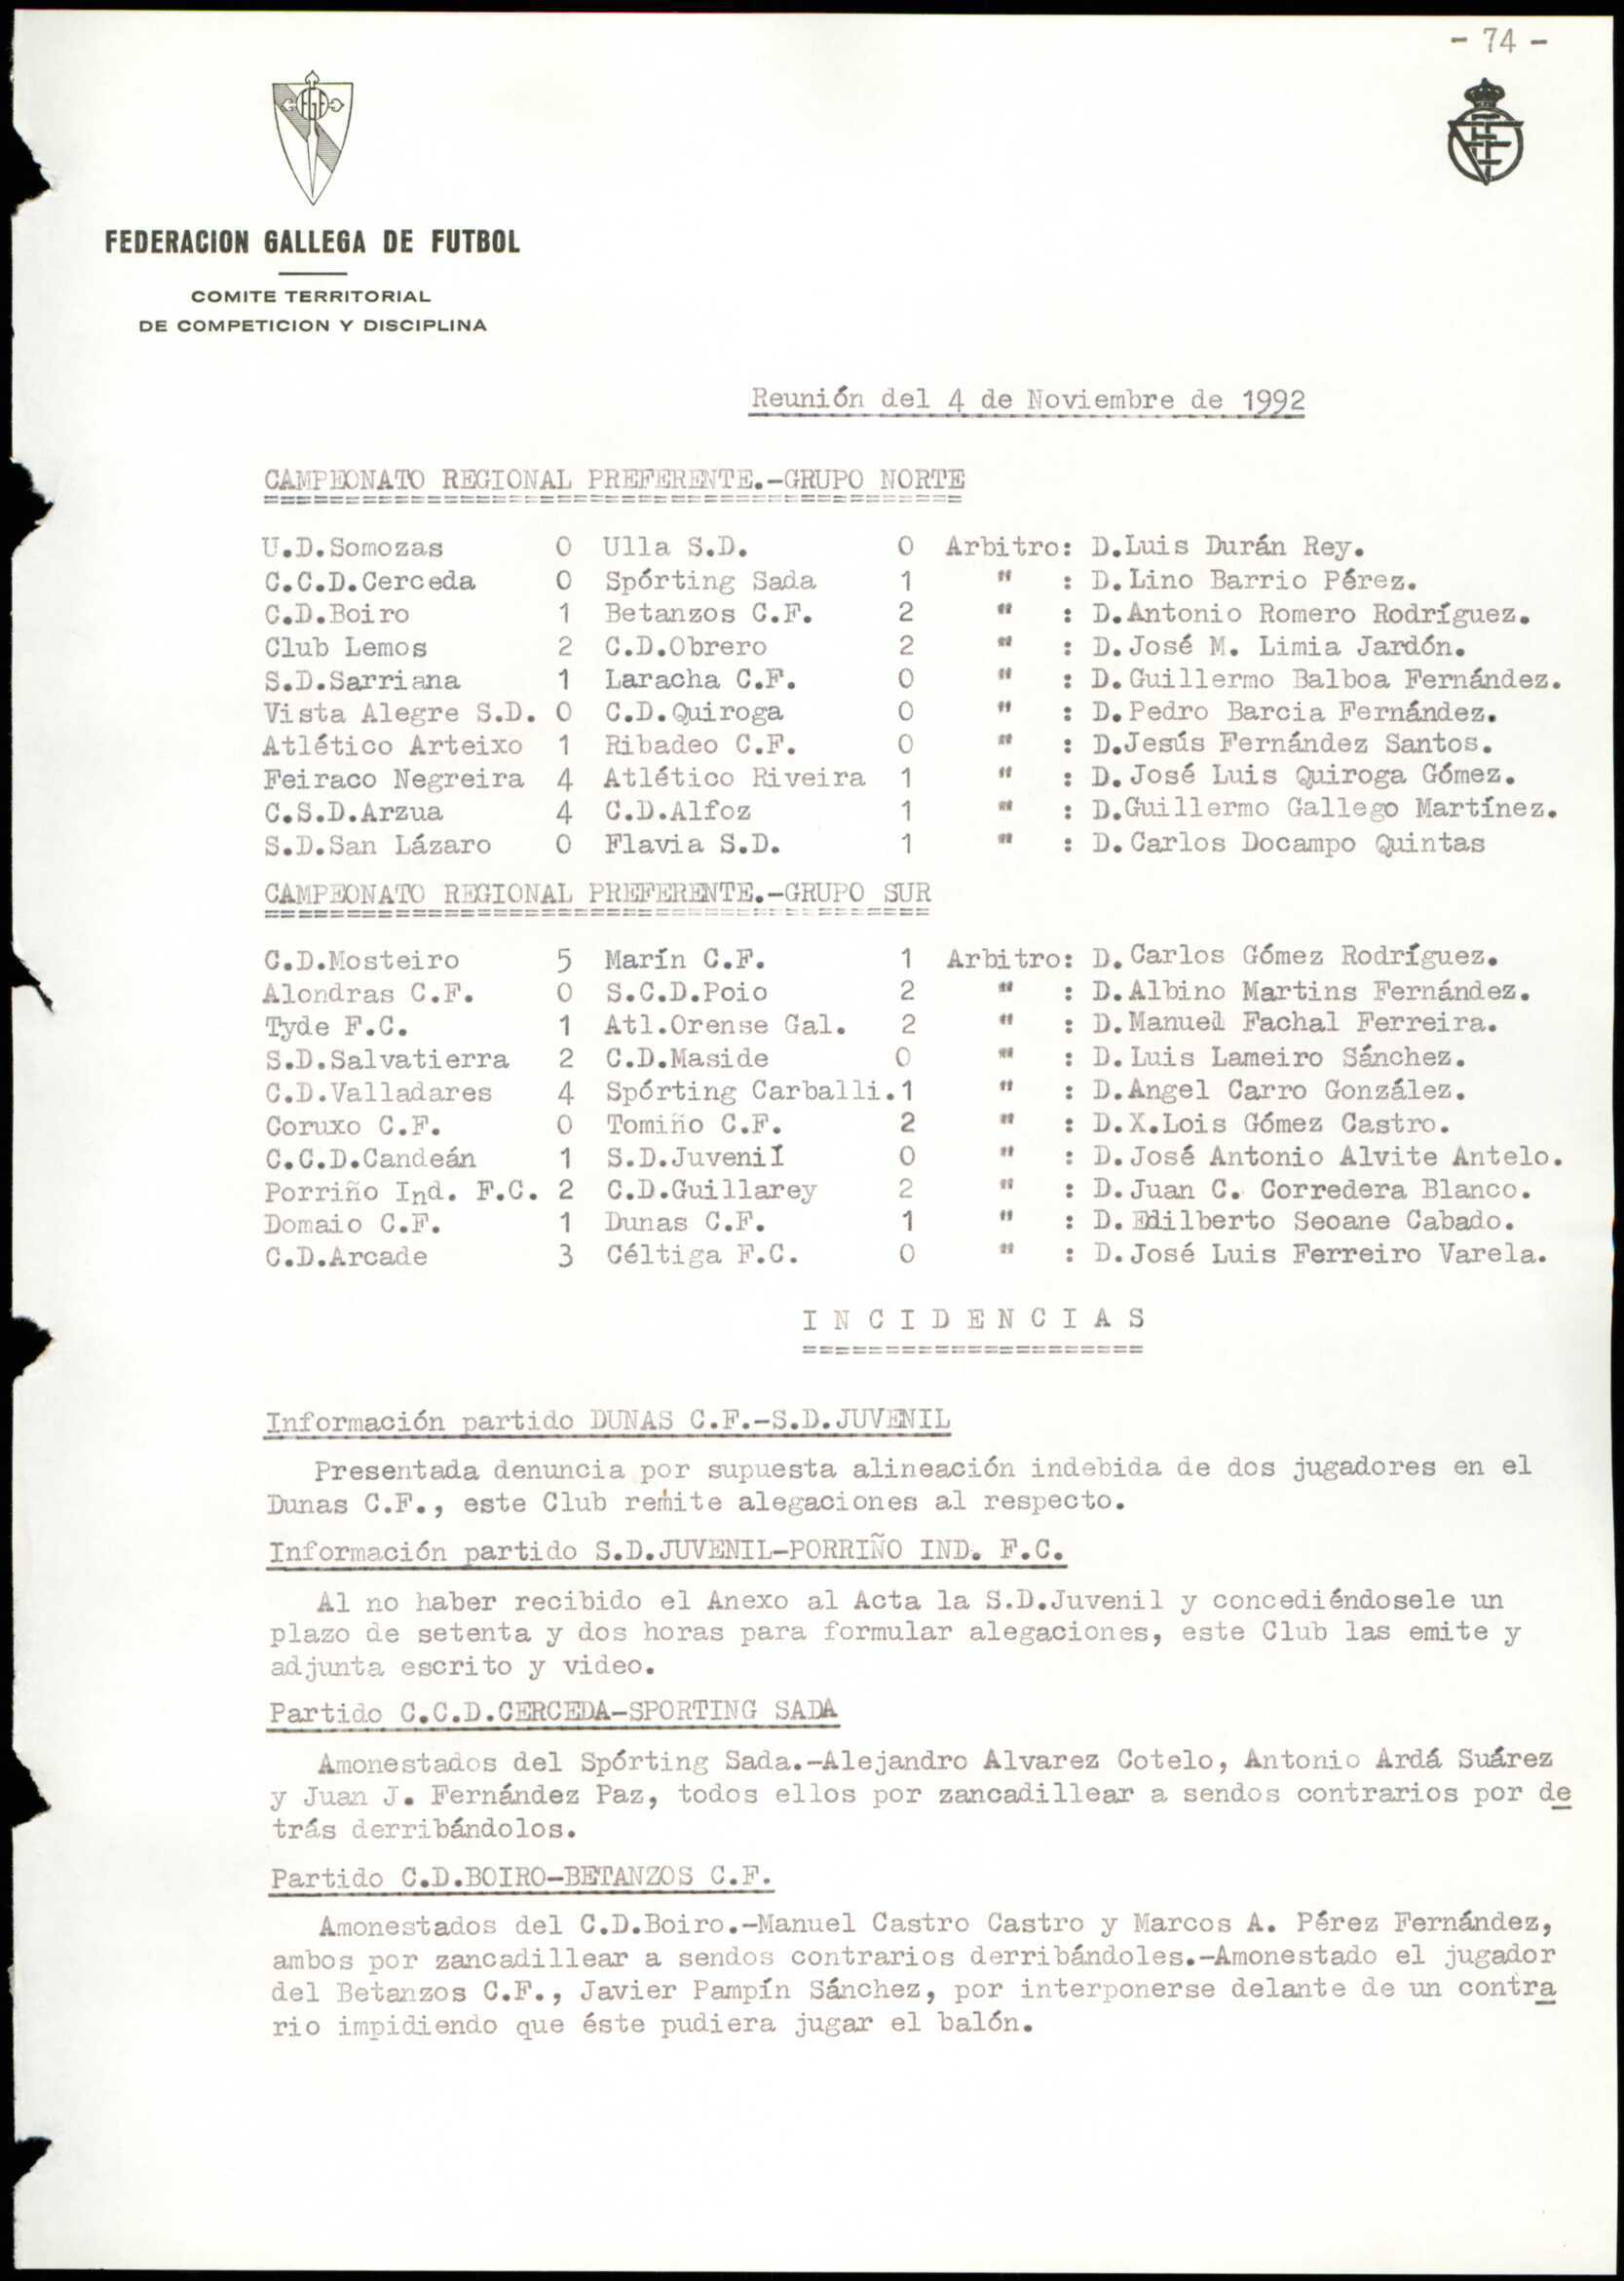 - 74 -
FEDERACION GALLEGA DE FUTBOL
COMITE TERRITORIAL
DE COMPETICION Y DISCIPLINA
Reunión del 4 de Noviembre de 1992
CAMPEONATO REGIONAL PREFERENTE.-GRUPO NORTE
===========================================
U.D.Somozas 0 Ulla S.D. 0 Arbitro: D.Luis Durán Rey.
C.C.D.Cerceda 0 Spórting Sada 1 " : D.Lino Barrio Pérez.
C.D.Boiro 1 Betanzos C.F. 2 " : D.Antonio Romero Rodríguez.
Club Lemos 2 C.D.Obrero 2 " : D.José M. Limia Jardón.
S.D.Sarriana 1 Laracha C.F. 0 " : D.Guillermo Balboa Fernández.
Vista Alegre S.D. 0 C.D.Quiroga 0 " : D.Pedro Barcia Fernández.
Atlético Arteixo 1 Ribadeo C.F. 0 " : D.Jesús Fernández Santos.
Feiraco Negreira 4 Atlético Riveira 1 " : D.José Luis Quiroga Gómez.
C.S.D.Arzua 4 C.D.Alfoz 1 " : D.Guillermo Gallego Martínez.
S.D.San Lázaro 0 Flavia S.D. 1 " : D.Carlos Docampo Quintas
CAMPEONATO REGIONAL PREFERENTE.-GRUPO SUR
=========================================
C.D.Mosteiro 5 Marín C.F. 1 Arbitro: D.Carlos Gómez Rodríguez.
Alondras C.F. 0 S.C.D.Poio 2 " : D.Albino Martins Fernández.
Tyde F.C. 1 Atl.Orense Gal. 2 " : D.Manuel Fachal Ferreira.
S.D.Salvatierra 2 C.D.Maside 0 " : D.Luis Lameiro Sánchez.
C.D.Valladares 4 Spórting Carballi.1 " : D.Angel Carro González.
Coruxo C.F. 0 Tomiño C.F. 2 " : D.X.Lois Gómez Castro.
C.C.D.Candeán 1 S.D.Juvenil 0 " : D.José Antonio Alvite Antelo.
Porriño Ind. F.C. 2 C.D.Guillarey 2 " : D.Juan C. Corredera Blanco.
Domaio C.F. 1 Dunas C.F. 1 " : D.Edilberto Seoane Cabado.
C.D.Arcade 3 Céltiga F.C. 0 " : D.José Luis Ferreiro Varela.
I N C I D E N C I A S
=====================
Información partido DUNAS C.F.-S.D.JUVENIL
Presentada denuncia por supuesta alineación indebida de dos jugadores en el
Dunas C.F., este Club remite alegaciones al respecto.
Información partido S.D.JUVENIL-PORRIÑO IND. F.C.
Al no haber recibido el Anexo al Acta la S.D.Juvenil y concediéndosele un
plazo de setenta y dos horas para formular alegaciones, este Club las emite y
adjunta escrito y video.
Partido C.C.D.CERCEDA-SPORTING SADA
Amonestados del Spórting Sada.-Alejandro Alvarez Cotelo, Antonio Ardá Suárez
y Juan J. Fernández Paz, todos ellos por zancadillear a sendos contrarios por de
trás derribándolos.
Partido C.D.BOIRO-BETANZOS C.F.
Amonestados del C.D.Boiro.-Manuel Castro Castro y Marcos A. Pérez Fernández,
ambos por zancadillear a sendos contrarios derribándoles.-Amonestado el jugador
del Betanzos C.F., Javier Pampín Sánchez, por interponerse delante de un contra
rio impidiendo que éste pudiera jugar el balón.